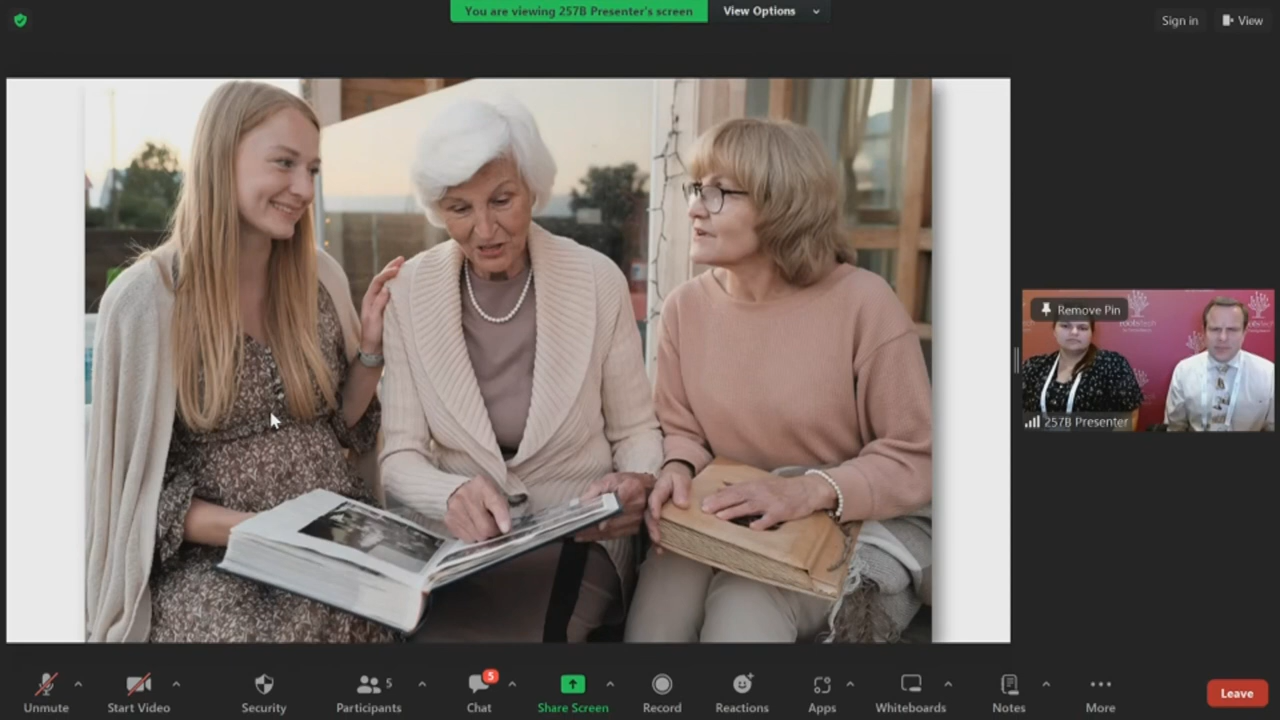 You are viewing 257B Presenter's screen
View Options
Sign in
View
Remove Pin
257B Presenter
Unmute
Start Video
Security
5
Participants
5
Chat
Share Screen
Record
Reactions
Apps
Whiteboards
Notes
More
Leave